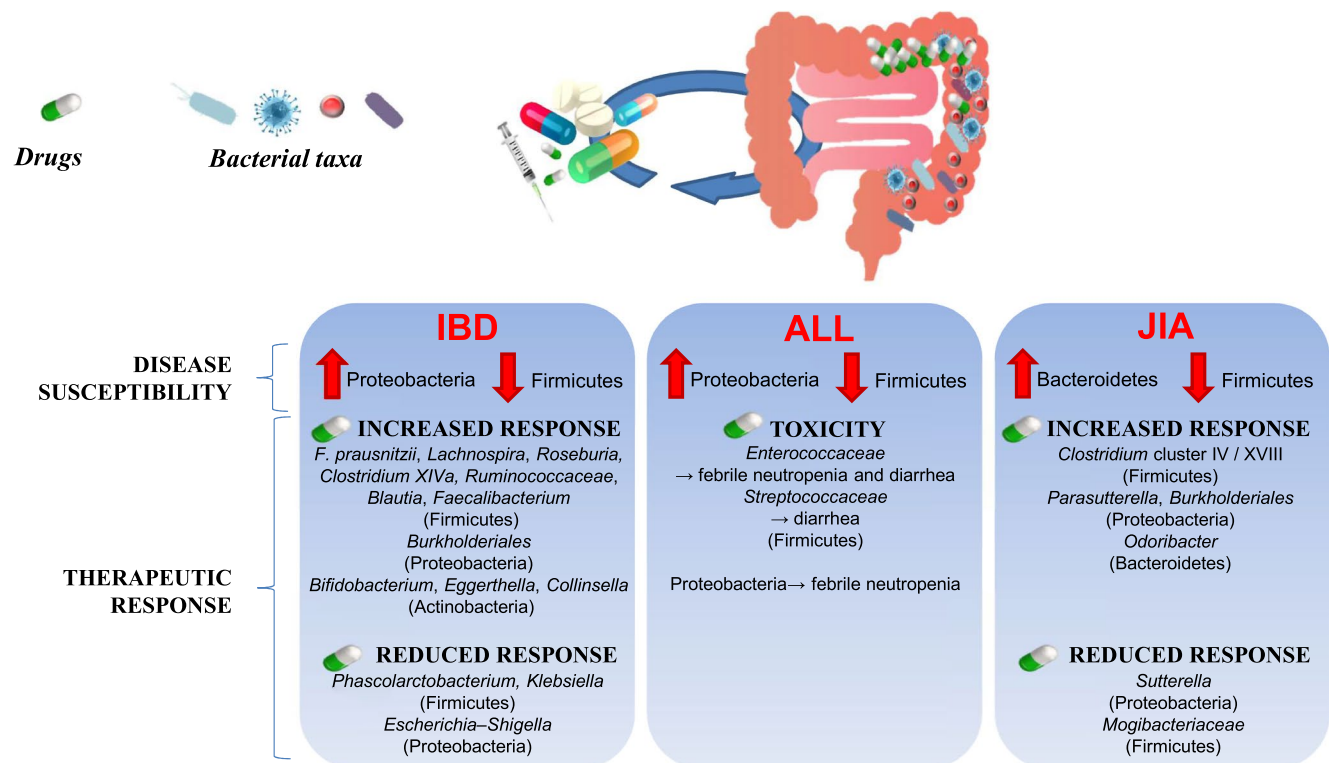 Drugs
Bacterial taxa
DISEASE
SUSCEPTIBILITY
THERAPEUTIC
RESPONSE
IBD
Proteobacteria
Firmicutes
INCREASED RESPONSE
F. prausnitzii, Lachnospira, Roseburia,
Clostridium XIVa, Ruminococcaceae,
Blautia, Faecalibacterium
(Firmicutes)
Burkholderiales
(Proteobacteria)
Bifidobacterium, Eggerthella, Collinsella
(Actinobacteria)
REDUCED RESPONSE
Phascolarctobacterium, Klebsiella
(Firmicutes)
Escherichia–Shigella
(Proteobacteria)
ALL
Proteobacteria
Firmicutes
TOXICITY
Enterococcaceae
→ febrile neutropenia and diarrhea
Streptococcaceae
→ diarrhea
(Firmicutes)
Proteobacteria→ febrile neutropenia
JIA
Bacteroidetes
Firmicutes
INCREASED RESPONSE
Clostridium cluster IV / XVIII
(Firmicutes)
Parasutterella, Burkholderiales
(Proteobacteria)
Odoribacter
(Bacteroidetes)
REDUCED RESPONSE
Sutterella
(Proteobacteria)
Mogibacteriaceae
(Firmicutes)